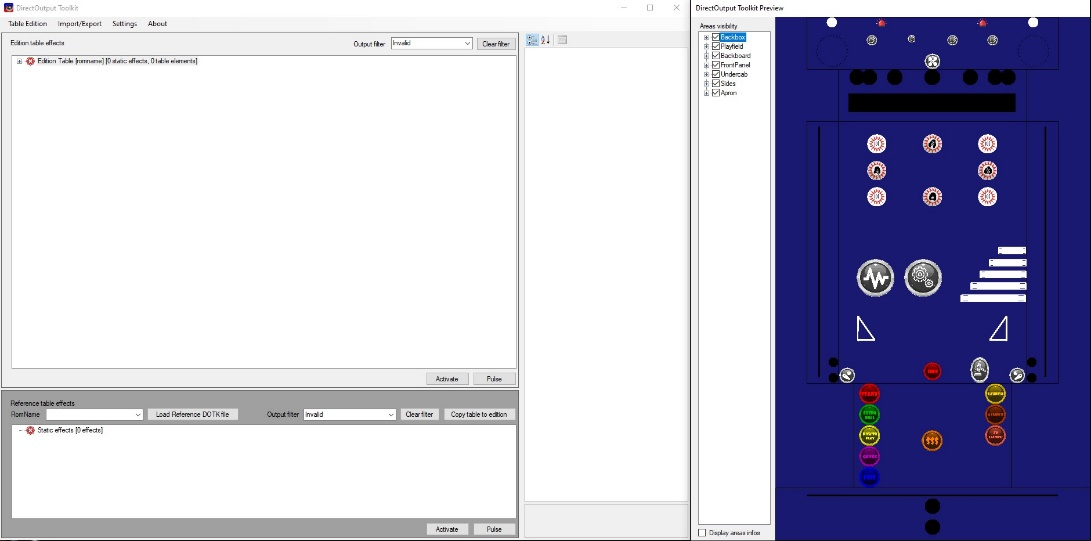 DirectOutput Toolkit
Table Edition Import/Export Settings About
Edition table effects
Output filter Invalid Clear filter
Edition Table [romname] [0 static effects, 0 table elements]
Activate Pulse
Reference table effects
RomName Load Reference DOTK file Output filter Invalid Clear filter Copy table to edition
Static effects [0 effects]
Activate Pulse
DirectOutput Toolkit Preview
Areas visibility
Backbox
Playfield
Backboard
FrontPanel
Undercab
Sides
Apron
Display areas infos